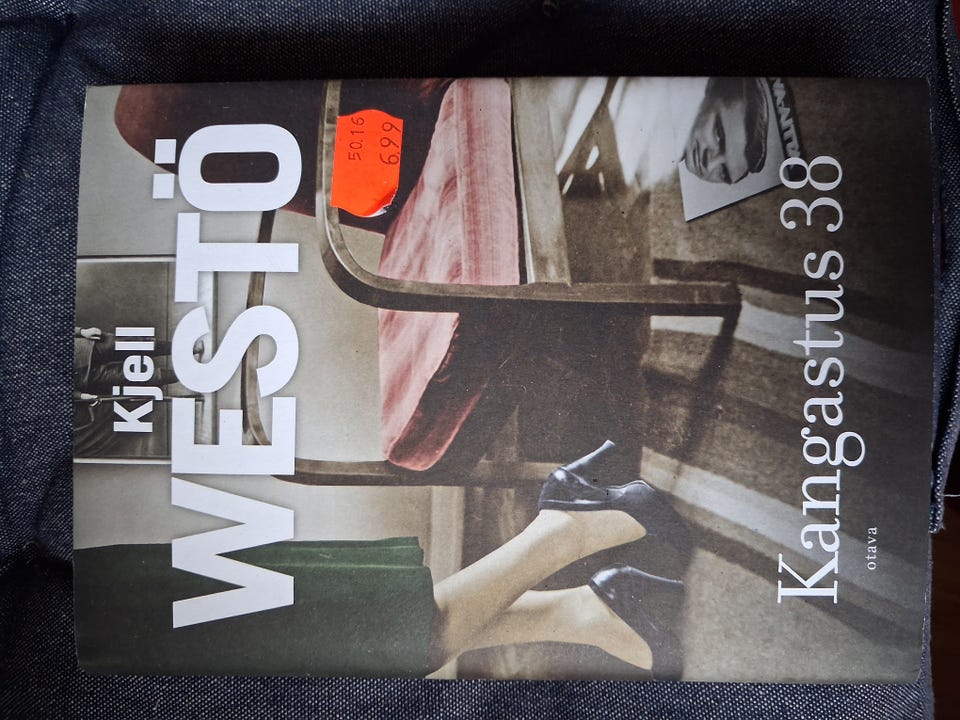 Kjell
WESTÖ
50.16
6.99
Kangastus 38
otava